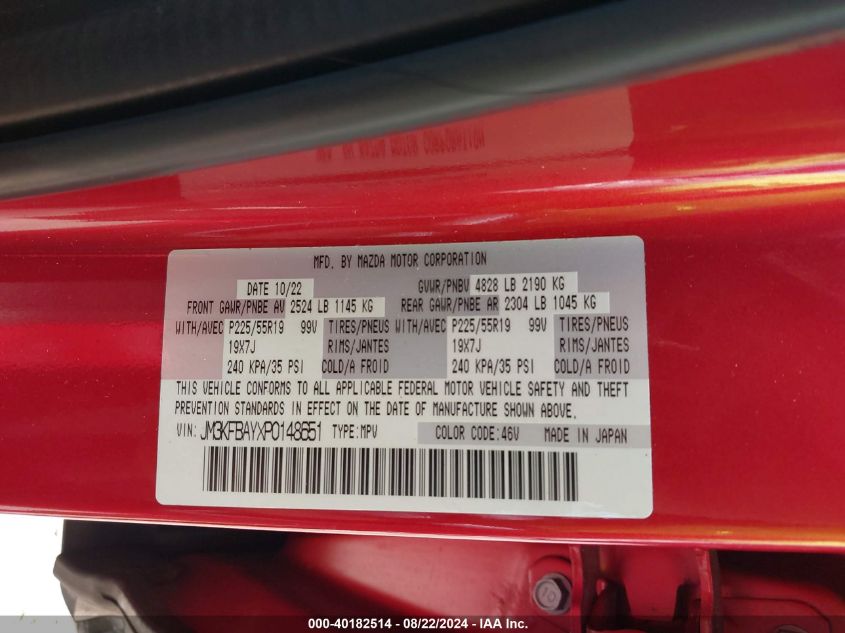 MFD. BY MAZDA MOTOR CORPORATION
DATE 10/22 GVWR/PNBV 4828 LB 2190 KG
FRONT GAWR/PNBE AV 2524 LB 1145 KG REAR GAWR/PNBE AR 2304 LB 1045 KG
WITH/AVEC P225/55R19 99V TIRES/PNEUS WITH/AVEC P225/55R19 99V TIRES/PNEUS
19X7J RIMS/JANTES 19X7J RIMS/JANTES
240 KPA/35 PSI COLD/A FROID 240 KPA/35 PSI COLD/A FROID
THIS VEHICLE CONFORMS TO ALL APPLICABLE FEDERAL MOTOR VEHICLE SAFETY AND THEFT
PREVENTION STANDARDS IN EFFECT ON THE DATE OF MANUFACTURE SHOWN ABOVE.
VIN: JM3KFBAYXP0148651 TYPE:MPV COLOR CODE:46V MADE IN JAPAN
10
000-40182514 - 08/22/2024 - IAA Inc.